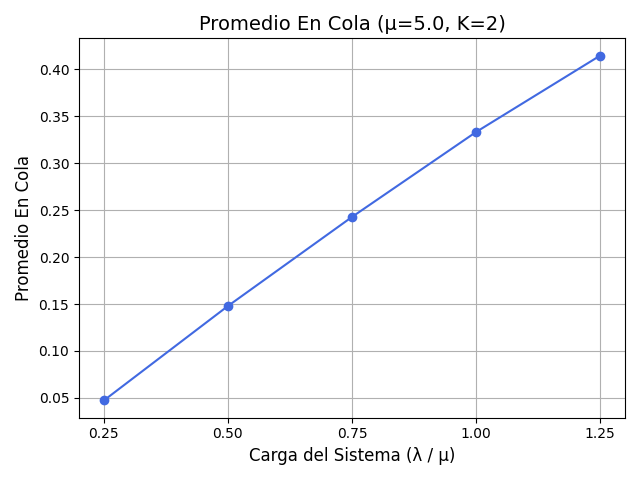 Promedio En Cola (μ=5.0, K=2)
Promedio En Cola
0.40
0.35
0.30
0.25
0.20
0.15
0.10
0.05
0.25 0.50 0.75 1.00 1.25
Carga del Sistema (λ / μ)